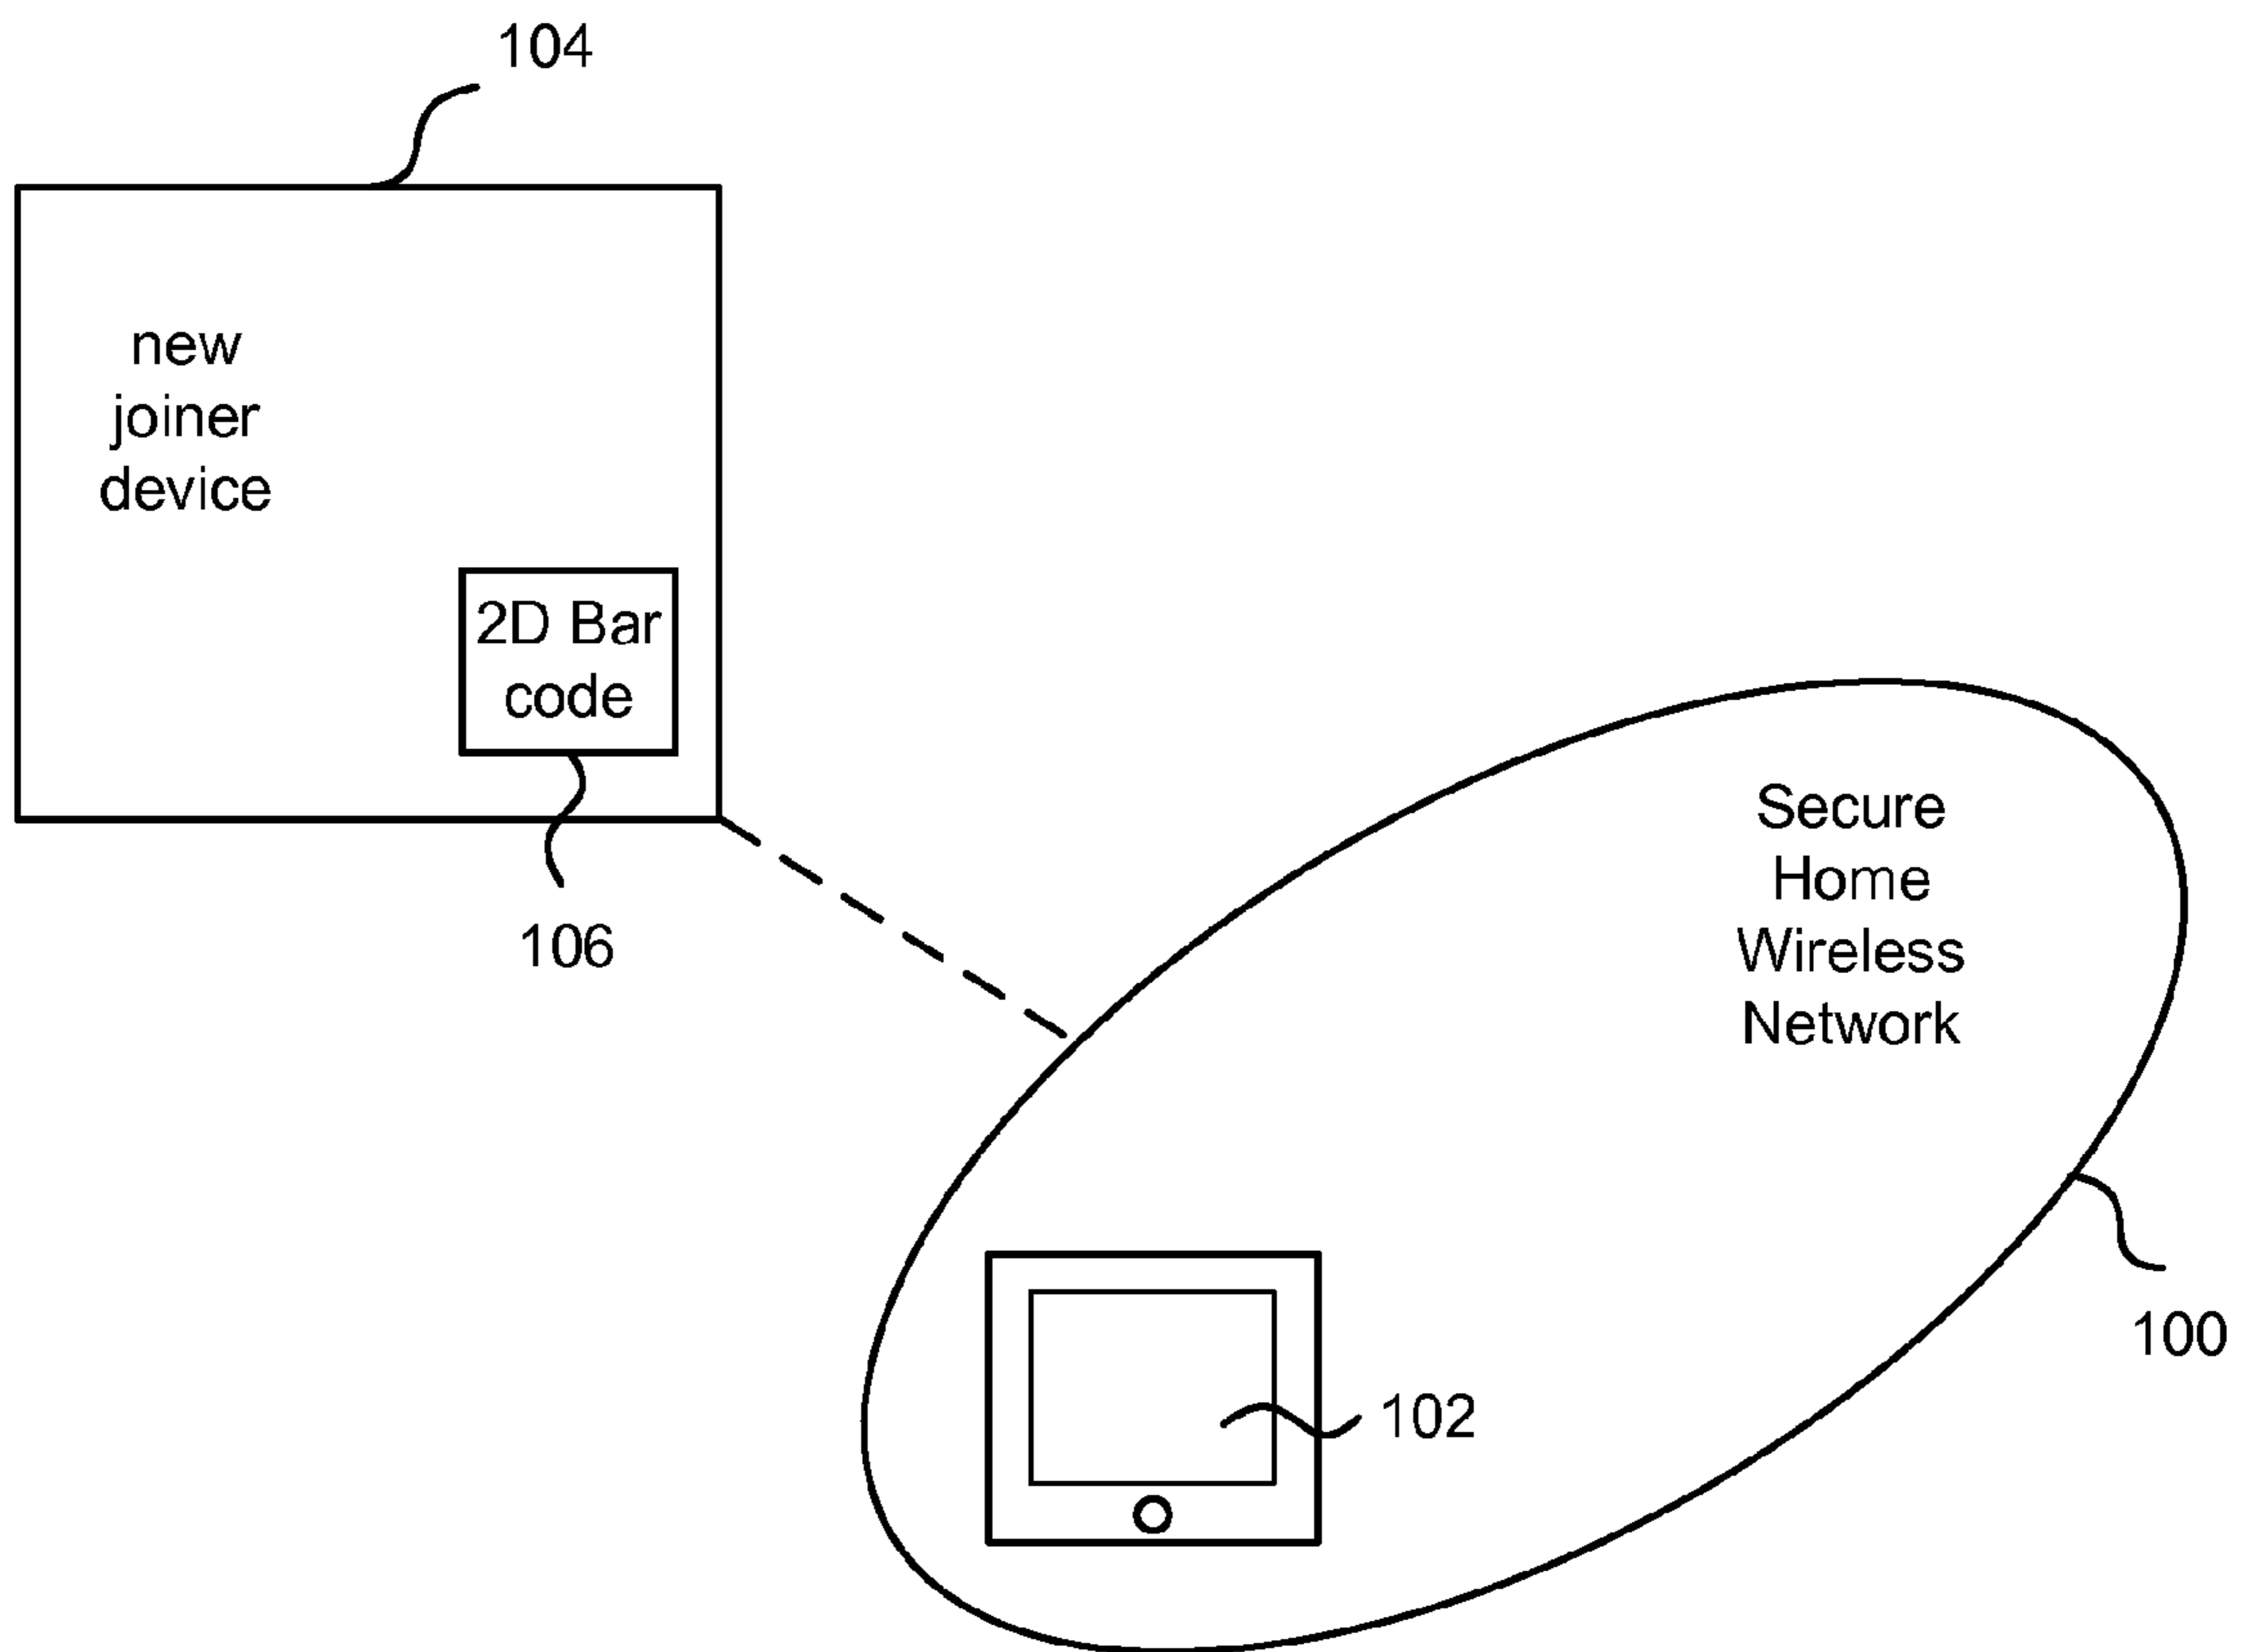 104
new
joiner
device
2D Bar
code
106
Secure
Home
Wireless
Network
100
102